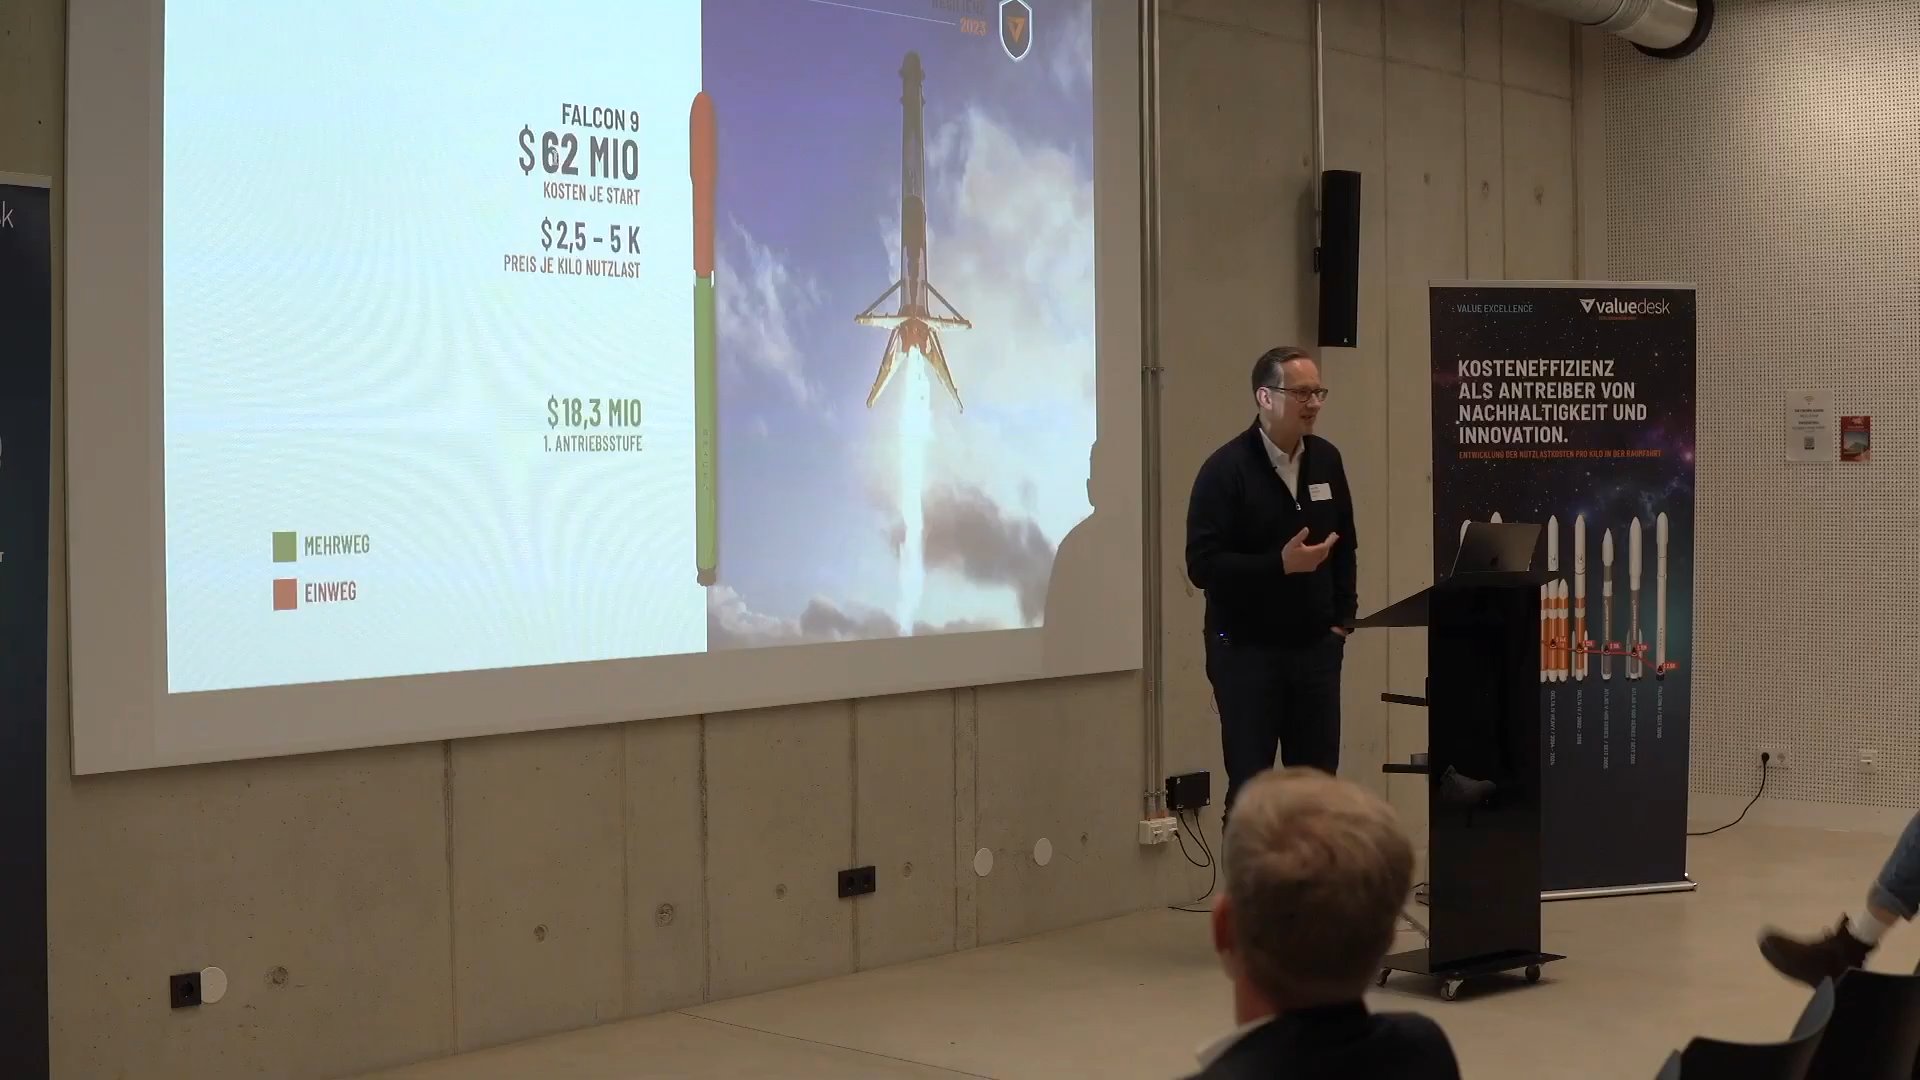 2023
FALCON 9
$62 MIO
KOSTEN JE START
$2,5 – 5 K
PREIS JE KILO NUTZLAST
$18,3 MIO
1. ANTRIEBSSTUFE
MEHRWEG
EINWEG
VALUE EXCELLENCE
valuedesk
KOSTENEFFIZIENZ
ALS ANTREIBER VON
NACHHALTIGKEIT UND
INNOVATION.
ENTWICKLUNG DER NUTZLASTKOSTEN PRO KILO IN DER RAUMFAHRT